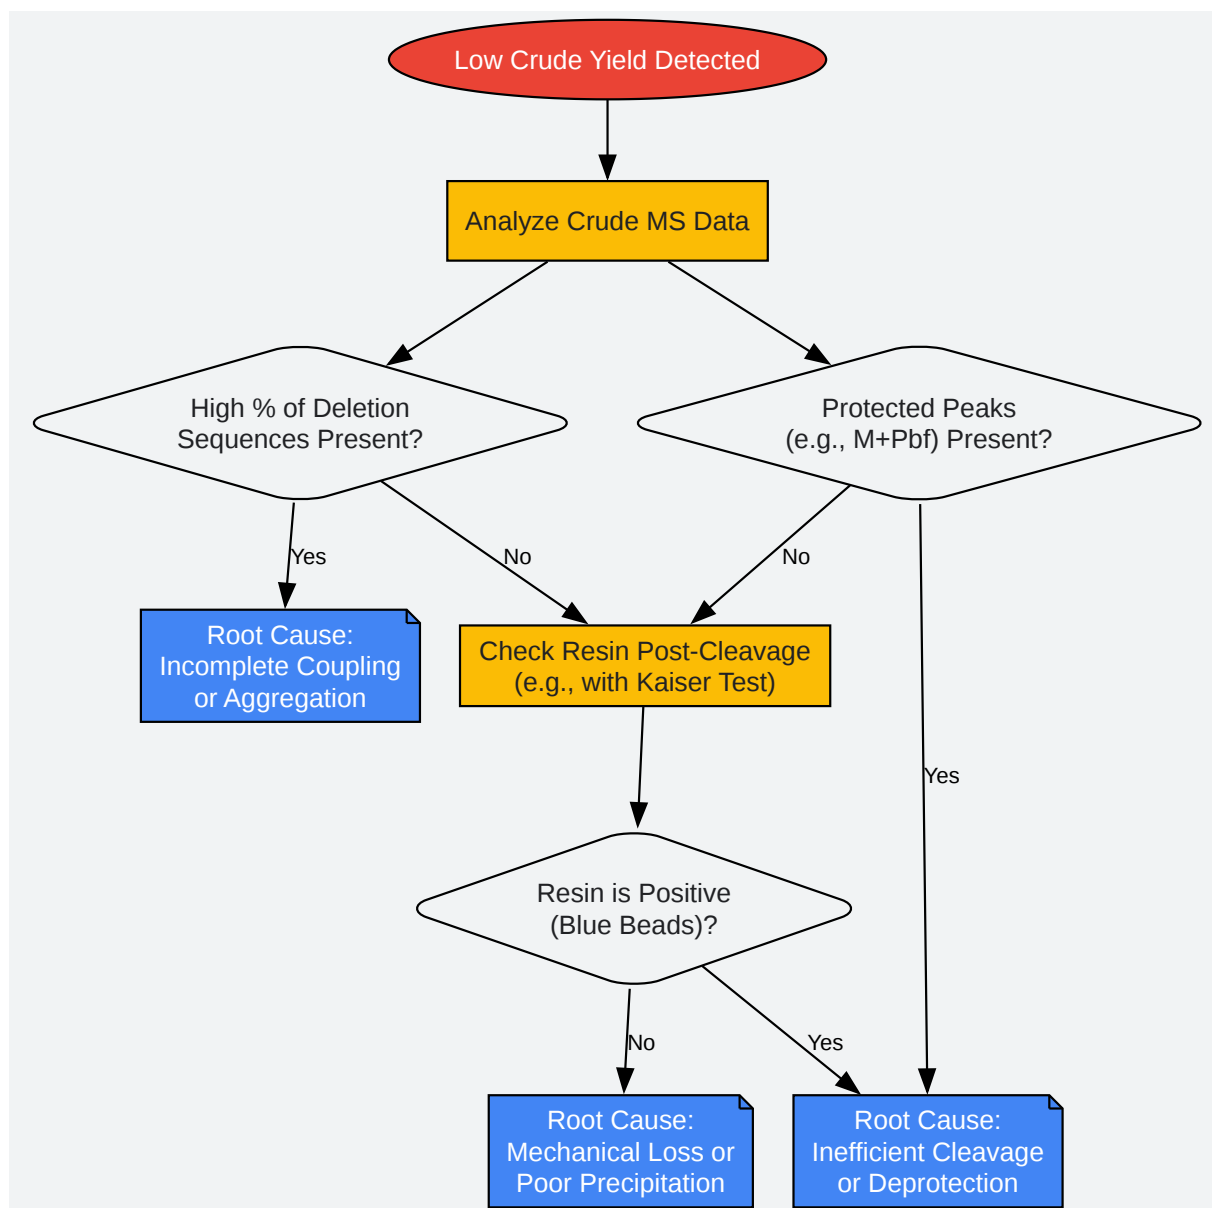 Low Crude Yield Detected
Analyze Crude MS Data
High % of Deletion
Sequences Present?
Protected Peaks
(e.g., M+Pbf) Present?
Yes
No
No
Root Cause:
Incomplete Coupling
or Aggregation
Check Resin Post-Cleavage
(e.g., with Kaiser Test)
Yes
Resin is Positive
(Blue Beads)?
No
Yes
Root Cause:
Mechanical Loss or
Poor Precipitation
Root Cause:
Inefficient Cleavage
or Deprotection